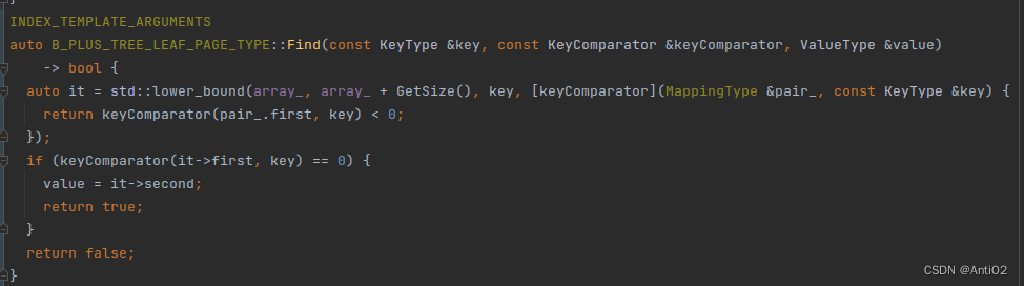 INDEX_TEMPLATE_ARGUMENTS
auto B_PLUS_TREE_LEAF_PAGE_TYPE::Find(const KeyType &key, const KeyComparator &keyComparator, ValueType &value)
    -> bool {
  auto it = std::lower_bound(array_, array_ + GetSize(), key, [keyComparator](MappingType &pair_, const KeyType &key) {
    return keyComparator(pair_.first, key) < 0;
  });
  if (keyComparator(it->first, key) == 0) {
    value = it->second;
    return true;
  }
  return false;
}
CSDN @AntiO2